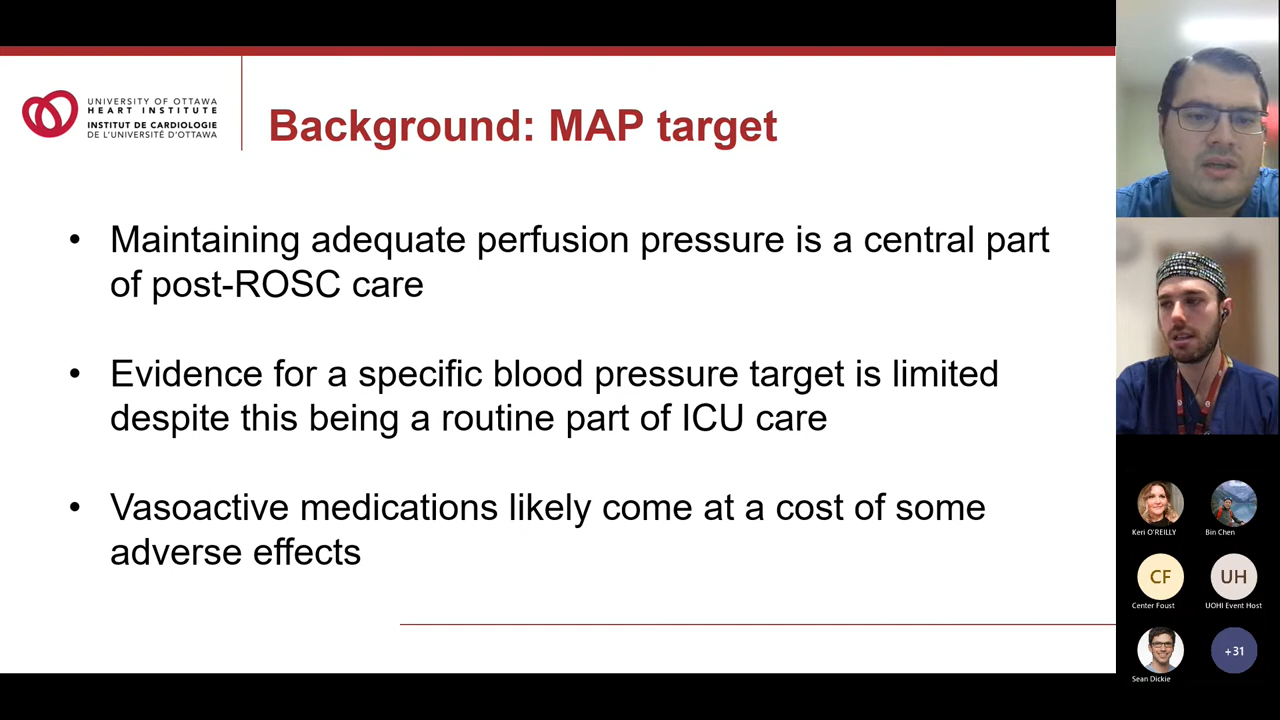 UNIVERSITY OF OTTAWA
HEART INSTITUTE
INSTITUT DE CARDIOLOGIE
DE L'UNIVERSITÉ D'OTTAWA
Background: MAP target
• Maintaining adequate perfusion pressure is a central part
of post-ROSC care
• Evidence for a specific blood pressure target is limited
despite this being a routine part of ICU care
• Vasoactive medications likely come at a cost of some
adverse effects
Keri O'REILLY
Bin Chen
CF
UH
Center Foust
UOHI Event Host
+31
Sean Dickie